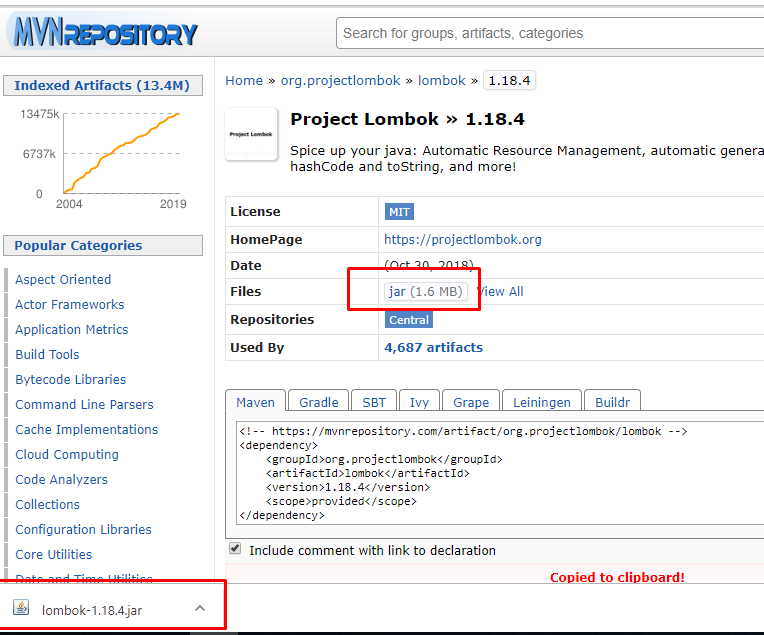 MVNREPOSITORY
Search for groups, artifacts, categories
Indexed Artifacts (13.4M)
13475k
6737k
0
2004 2019
Popular Categories
Aspect Oriented
Actor Frameworks
Application Metrics
Build Tools
Bytecode Libraries
Command Line Parsers
Cache Implementations
Cloud Computing
Code Analyzers
Collections
Configuration Libraries
Core Utilities
Date and Time Utilities
Home » org.projectlombok » lombok » 1.18.4
Project Lombok
Project Lombok » 1.18.4
Spice up your java: Automatic Resource Management, automatic genera
hashCode and toString, and more!
License MIT
HomePage https://projectlombok.org
Date (Oct 30, 2018)
Files jar (1.6 MB) View All
Repositories Central
Used By 4,687 artifacts
Maven Gradle SBT Ivy Grape Leiningen Buildr
<!-- https://mvnrepository.com/artifact/org.projectlombok/lombok -->
<dependency>
    <groupId>org.projectlombok</groupId>
    <artifactId>lombok</artifactId>
    <version>1.18.4</version>
    <scope>provided</scope>
</dependency>
Include comment with link to declaration
Copied to clipboard!
lombok-1.18.4.jar